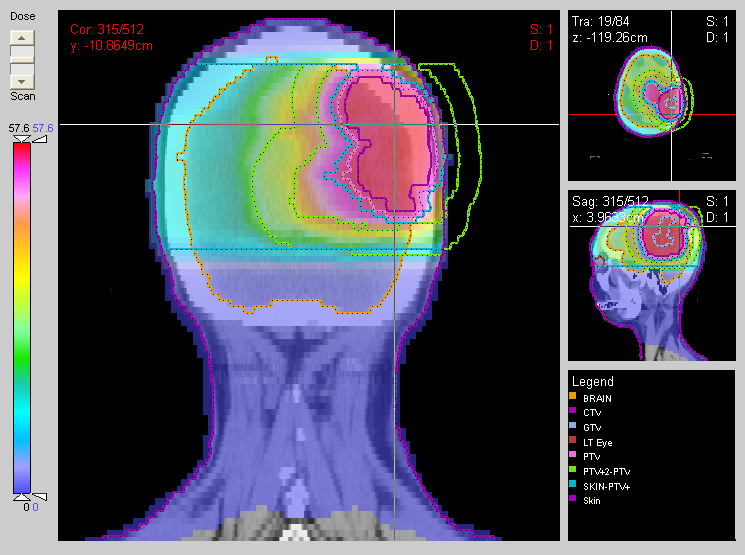 Dose
Scan
57.6 57.6
0 0
Cor: 315/512 S: 1
y: -10.8649cm D: 1
Tra: 19/84 S: 1
z: -119.26cm D: 1
Sag: 315/512 S: 1
x: 3.9633cm D: 1
Legend
BRAIN
CTv
GTv
LT Eye
PTv
PTV+2-PTv
SKIN-PTV+
Skin